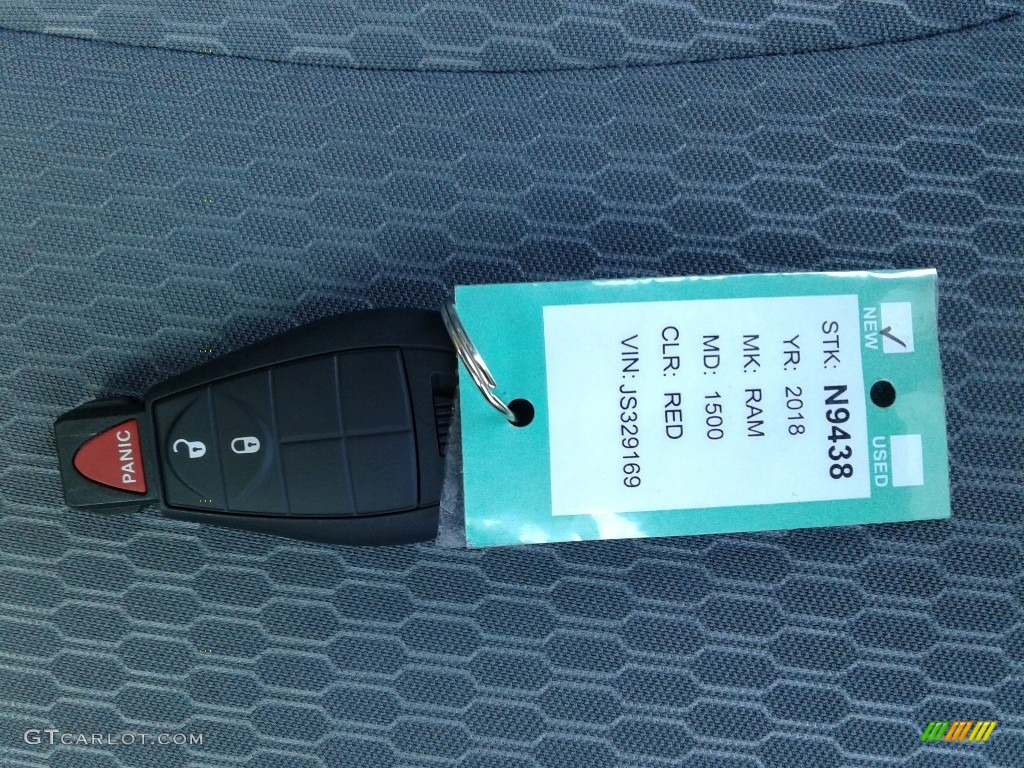 NEW
USED
STK: N9438
YR: 2018
MK: RAM
MD: 1500
CLR: RED
VIN: JS329169
PANIC
GTCARLOT.COM